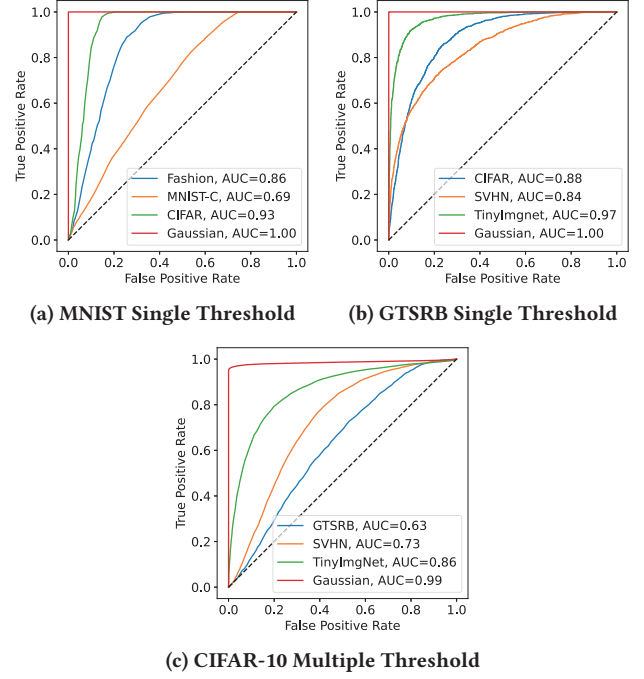 1.0
0.8
0.6
0.4
0.2
0.0
True Positive Rate
Fashion, AUC=0.86
MNIST-C, AUC=0.69
CIFAR, AUC=0.93
Gaussian, AUC=1.00
0.0 0.2 0.4 0.6 0.8 1.0
False Positive Rate
(a) MNIST Single Threshold
1.0
0.8
0.6
0.4
0.2
0.0
True Positive Rate
CIFAR, AUC=0.88
SVHN, AUC=0.84
TinyImgnet, AUC=0.97
Gaussian, AUC=1.00
0.0 0.2 0.4 0.6 0.8 1.0
False Positive Rate
(b) GTSRB Single Threshold
1.0
0.8
0.6
0.4
0.2
0.0
True Positive Rate
GTSRB, AUC=0.63
SVHN, AUC=0.73
TinyImgNet, AUC=0.86
Gaussian, AUC=0.99
0.0 0.2 0.4 0.6 0.8 1.0
False Positive Rate
(c) CIFAR-10 Multiple Threshold